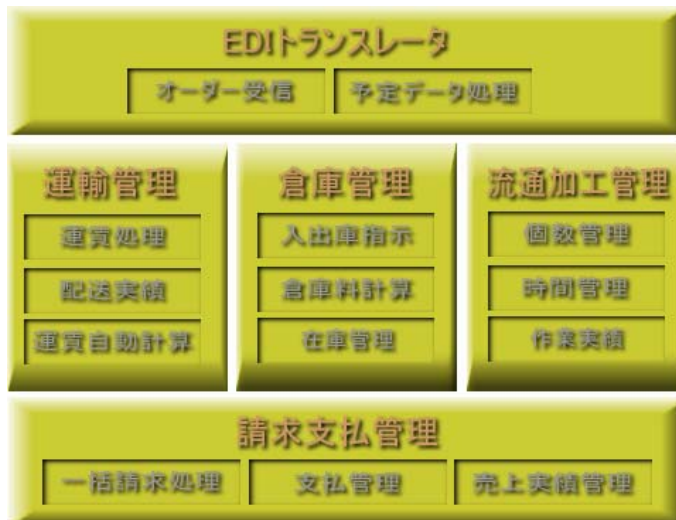 EDIトランスレータ
オーダー受信 予定データ処理
運輸管理
運賃処理
配送実績
運賃自動計算
倉庫管理
入出庫指示
倉庫料計算
在庫管理
流通加工管理
個数管理
時間管理
作業実績
請求支払管理
一括請求処理 支払管理 売上実績管理